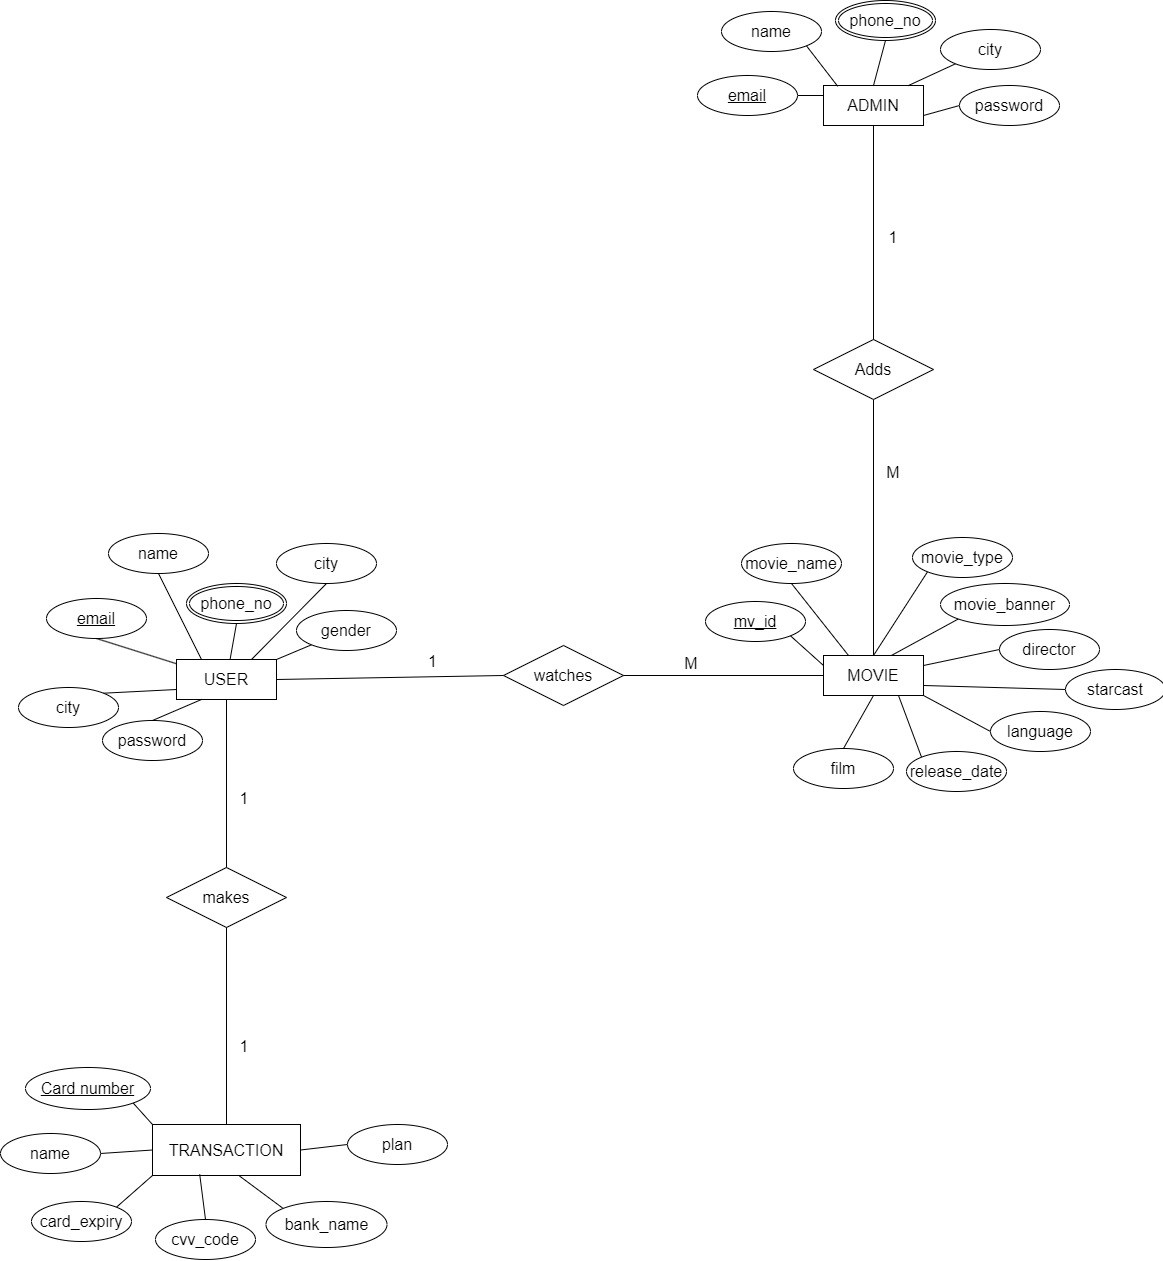 phone_no
name
city
email
ADMIN
password
1
Adds
M
name
city
movie_name
movie_type
phone_no
movie_banner
email
gender
mv_id
director
1
M
USER
watches
MOVIE
starcast
city
language
password
film
release_date
1
makes
1
Card number
name
TRANSACTION
plan
card_expiry
cvv_code
bank_name